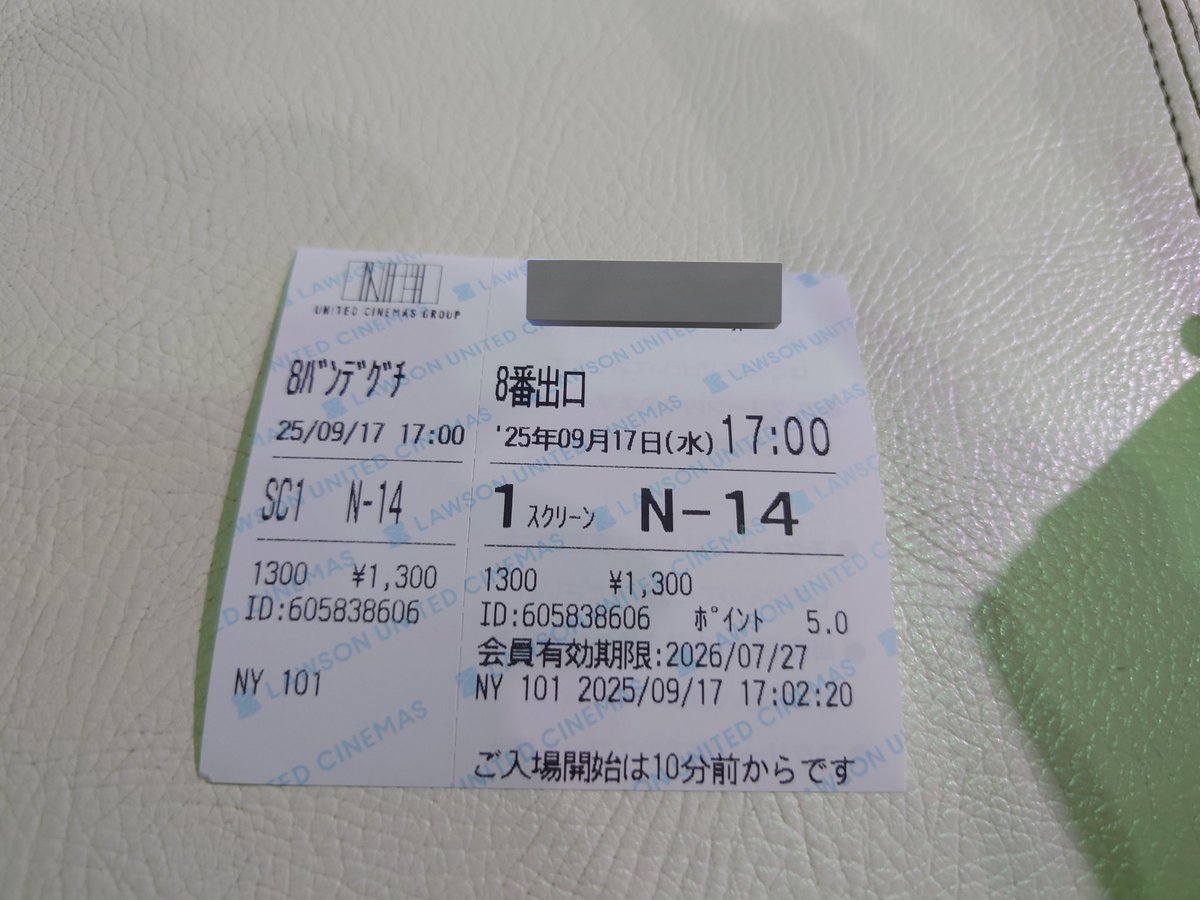 UNITED CINEMAS GROUP
8ﾊﾞﾝﾃﾞｸﾞﾁ
25/09/17 17:00
SC1 N-14
1300 ¥1,300
ID:605838606
NY 101
8番出口
'25年09月17日(水) 17:00
1 スクリーン N-14
1300 ¥1,300
ID:605838606 ﾎﾟｲﾝﾄ 5.0
会員有効期限:2026/07/27
NY 101 2025/09/17 17:02:20
ご入場開始は10分前からです
LAWSON UNITED CINEMAS